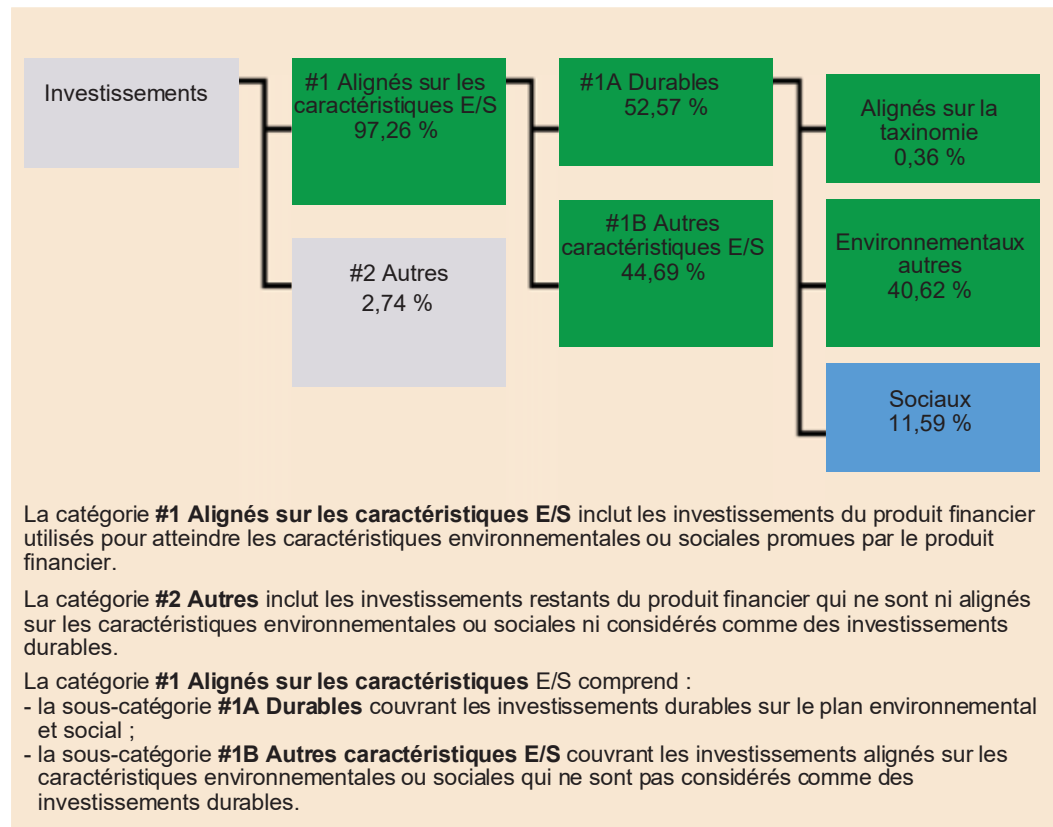 Investissements
#1 Alignés sur les
caractéristiques E/S
97,26 %
#2 Autres
2,74 %
#1A Durables
52,57 %
#1B Autres
caractéristiques E/S
44,69 %
Alignés sur la
taxinomie
0,36 %
Environnementaux
autres
40,62 %
Sociaux
11,59 %
La catégorie #1 Alignés sur les caractéristiques E/S inclut les investissements du produit financier
utilisés pour atteindre les caractéristiques environnementales ou sociales promues par le produit
financier.
La catégorie #2 Autres inclut les investissements restants du produit financier qui ne sont ni alignés
sur les caractéristiques environnementales ou sociales ni considérés comme des investissements
durables.
La catégorie #1 Alignés sur les caractéristiques E/S comprend :
- la sous-catégorie #1A Durables couvrant les investissements durables sur le plan environnemental
et social ;
- la sous-catégorie #1B Autres caractéristiques E/S couvrant les investissements alignés sur les
caractéristiques environnementales ou sociales qui ne sont pas considérés comme des
investissements durables.